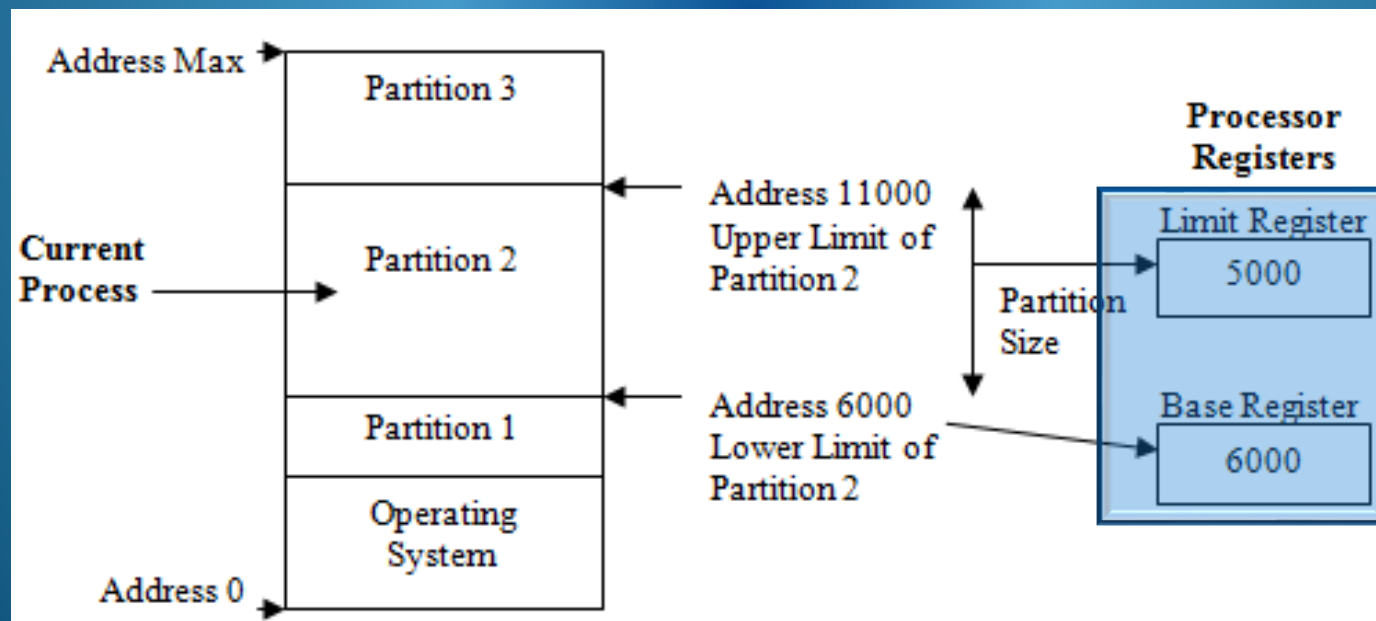 Address Max
Partition 3
Processor
Registers
Address 11000
Upper Limit of
Partition 2
Limit Register
5000
Current
Process
Partition 2
Partition
Size
Address 6000
Lower Limit of
Partition 2
Base Register
6000
Partition 1
Operating
System
Address 0